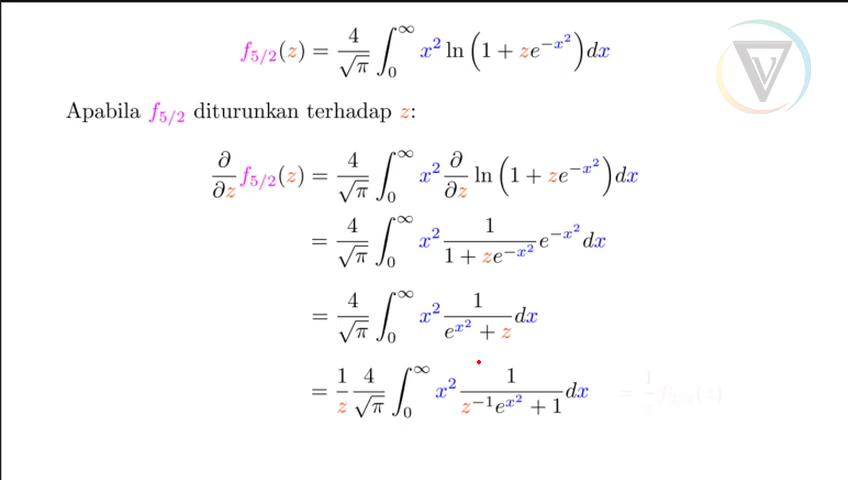 f_{5/2}(z) = \frac{4}{\sqrt{\pi}} \int_0^\infty x^2 \ln\left(1 + ze^{-x^2}\right) dx
Apabila f_{5/2} diturunkan terhadap z:
\frac{\partial}{\partial z} f_{5/2}(z) = \frac{4}{\sqrt{\pi}} \int_0^\infty x^2 \frac{\partial}{\partial z} \ln\left(1 + ze^{-x^2}\right) dx
= \frac{4}{\sqrt{\pi}} \int_0^\infty x^2 \frac{1}{1 + ze^{-x^2}} e^{-x^2} dx
= \frac{4}{\sqrt{\pi}} \int_0^\infty x^2 \frac{1}{e^{x^2} + z} dx
= \frac{1}{z} \frac{4}{\sqrt{\pi}} \int_0^\infty x^2 \frac{1}{z^{-1}e^{x^2} + 1} dx